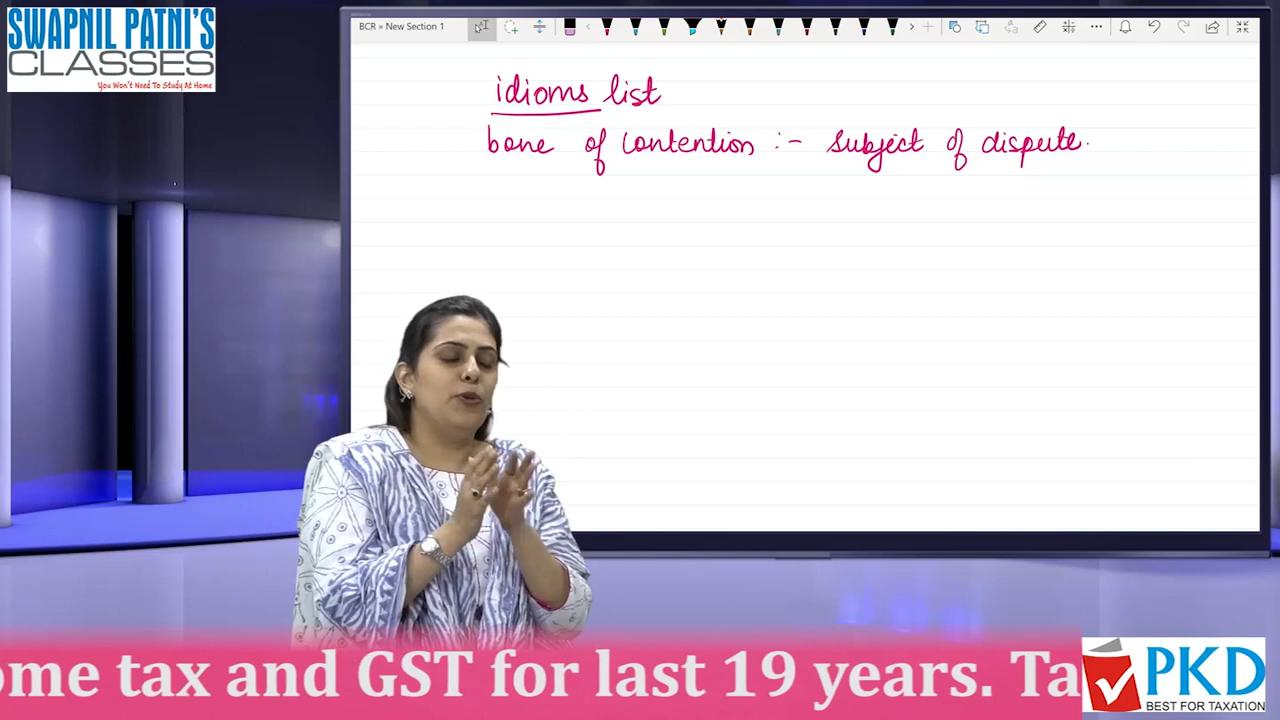 SWAPNIL PATNI'S
CLASSES
You Won't Need To Study At Home
BCR » New Section 1
idioms list
bone of contention :- subject of dispute.
ome tax and GST for last 19 years. Ta
PKD
BEST FOR TAXATION